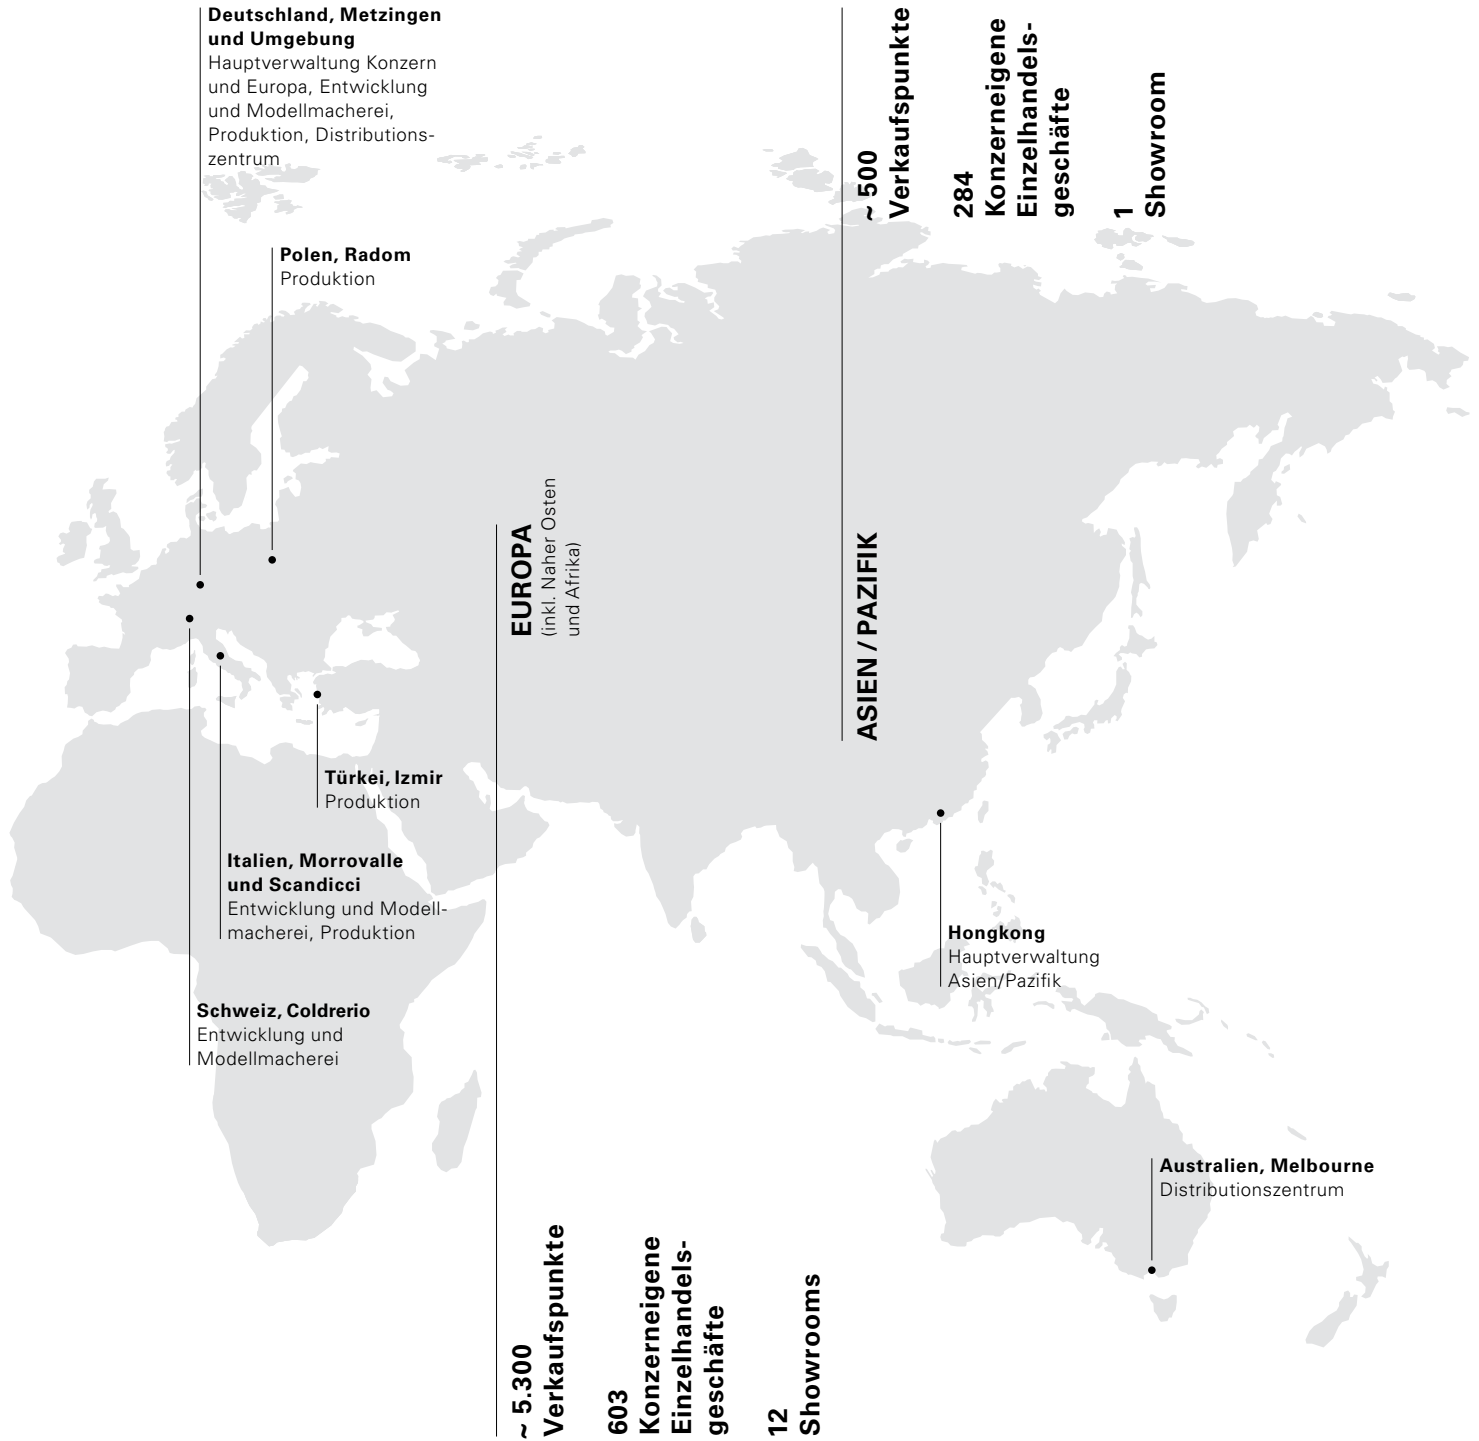 Deutschland, Metzingen
und Umgebung
Hauptverwaltung Konzern
und Europa, Entwicklung
und Modellmacherei,
Produktion, Distributions-
zentrum
Polen, Radom
Produktion
~ 500
Verkaufspunkte
284
Konzerneigene
Einzelhandels-
geschäfte
1
Showroom
ASIEN / PAZIFIK
EUROPA
(inkl. Naher Osten
und Afrika)
Türkei, Izmir
Produktion
Italien, Morrovalle
und Scandicci
Entwicklung und Modell-
macherei, Produktion
Schweiz, Coldrerio
Entwicklung und
Modellmacherei
Hongkong
Hauptverwaltung
Asien/Pazifik
Australien, Melbourne
Distributionszentrum
~ 5.300
Verkaufspunkte
603
Konzerneigene
Einzelhandels-
geschäfte
12
Showrooms